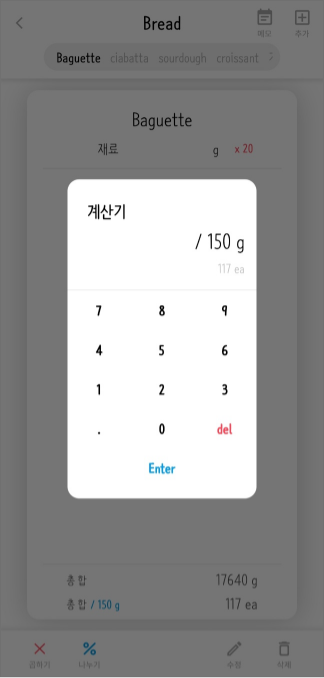 Bread
메모 추가
Baguette ciabatta sourdough croissant
Baguette
재료 g x 20
계산기
/ 150 g
117 ea
7 8 9
4 5 6
1 2 3
. 0 del
Enter
총합 17640 g
총합 / 150 g 117 ea
곱하기 나누기 수정 삭제